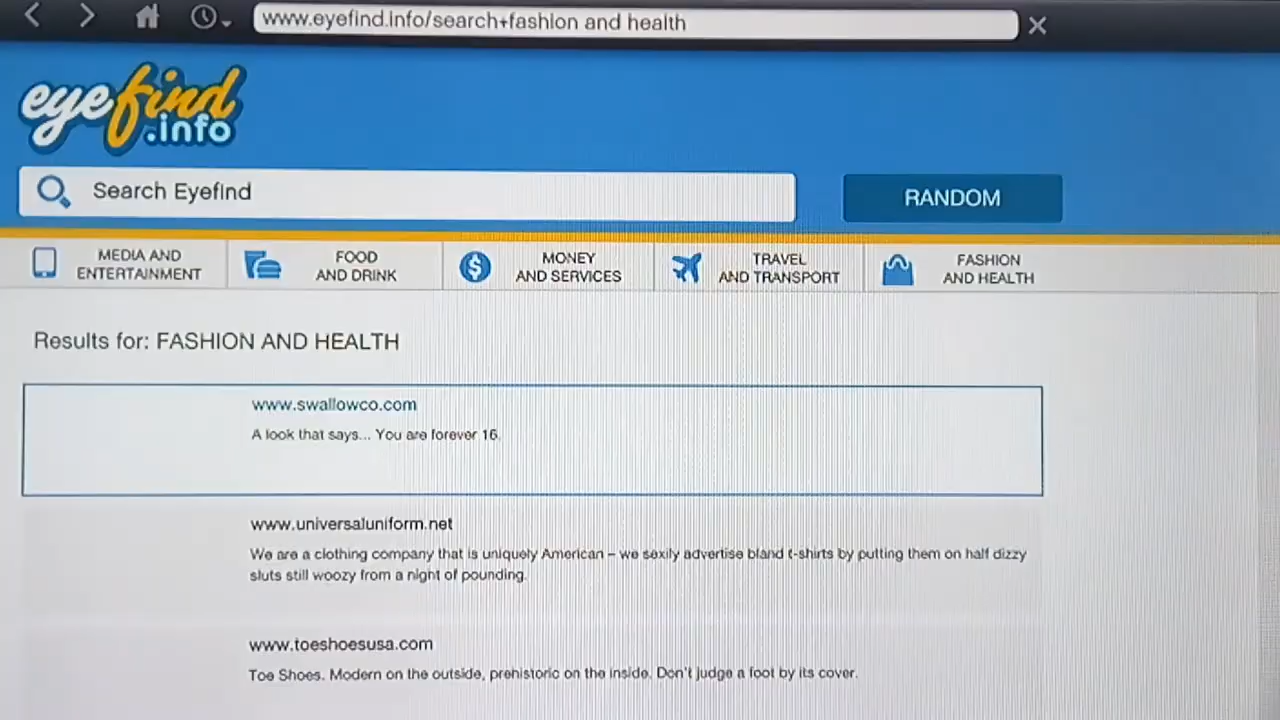 www.eyefind.info/search+fashion and health
eyefind
.info
Search Eyefind
RANDOM
MEDIA AND
ENTERTAINMENT
FOOD
AND DRINK
MONEY
AND SERVICES
TRAVEL
AND TRANSPORT
FASHION
AND HEALTH
Results for: FASHION AND HEALTH
www.swallowco.com
A look that says... You are forever 16.
www.universaluniform.net
We are a clothing company that is uniquely American – we sexily advertise bland t-shirts by putting them on half dizzy
sluts still woozy from a night of pounding.
www.toeshoesusa.com
Toe Shoes. Modern on the outside, prehistoric on the inside. Don't judge a foot by its cover.